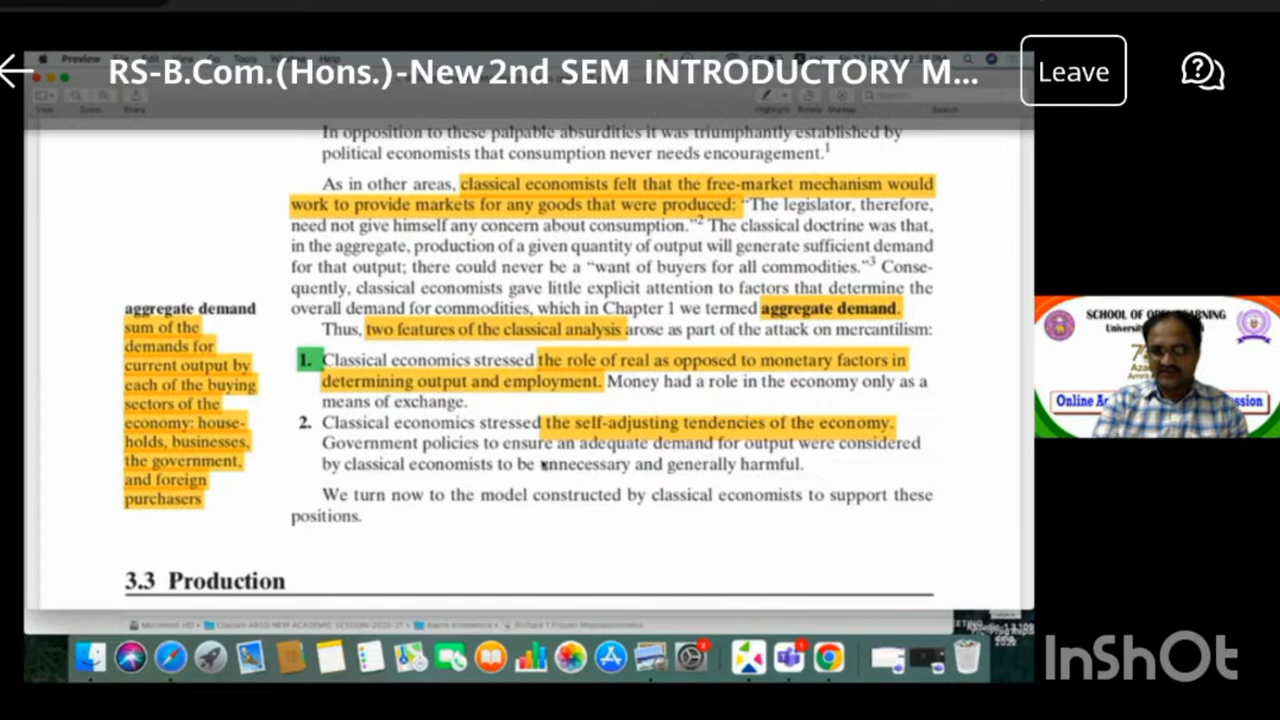 RS-B.Com.(Hons.)-New2nd SEM INTRODUCTORY M...
Leave
Preview
In opposition to these palpable absurdities it was triumphantly established by
political economists that consumption never needs encouragement.1
As in other areas, classical economists felt that the free-market mechanism would
work to provide markets for any goods that were produced: "The legislator, therefore,
need not give himself any concern about consumption."2 The classical doctrine was that,
in the aggregate, production of a given quantity of output will generate sufficient demand
for that output; there could never be a "want of buyers for all commodities."3 Conse-
quently, classical economists gave little explicit attention to factors that determine the
overall demand for commodities, which in Chapter 1 we termed aggregate demand.
Thus, two features of the classical analysis arose as part of the attack on mercantilism:
1. Classical economics stressed the role of real as opposed to monetary factors in
determining output and employment. Money had a role in the economy only as a
means of exchange.
2. Classical economics stressed the self-adjusting tendencies of the economy.
Government policies to ensure an adequate demand for output were considered
by classical economists to be unnecessary and generally harmful.
We turn now to the model constructed by classical economists to support these
positions.
aggregate demand
sum of the
demands for
current output by
each of the buying
sectors of the
economy: house-
holds, businesses,
the government,
and foreign
purchasers
3.3 Production
SCHOOL OF LEARNING
Online
InShOt